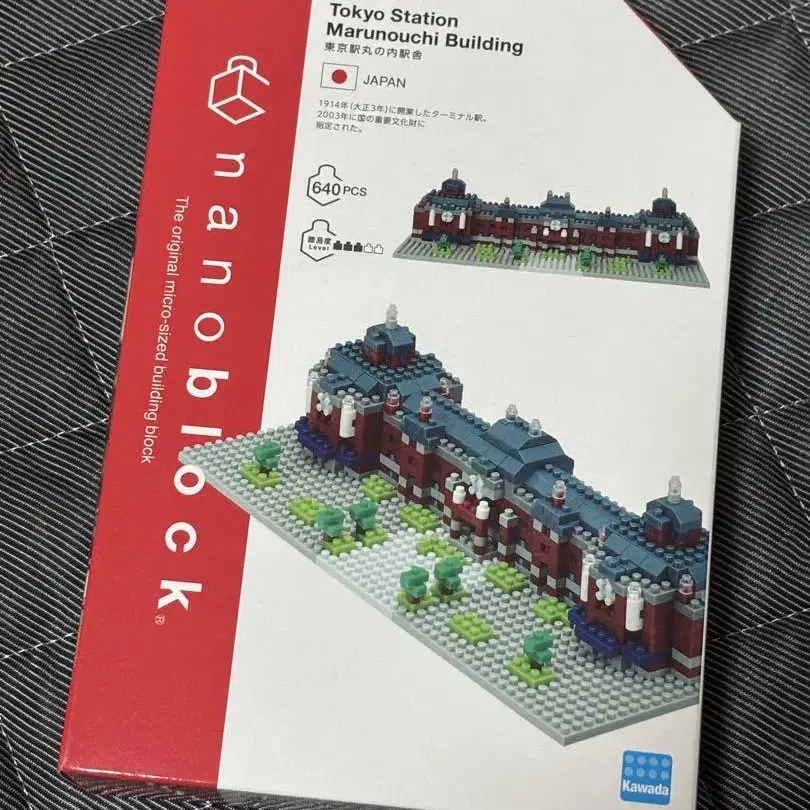 Tokyo Station
Marunouchi Building
東京駅丸の内駅舎
JAPAN
1914年(大正3年)に開業したターミナル駅。
2003年に国の重要文化財に
指定された。
640PCS
難易度
Level
nanoblock®
The original micro-sized building block
Kawada